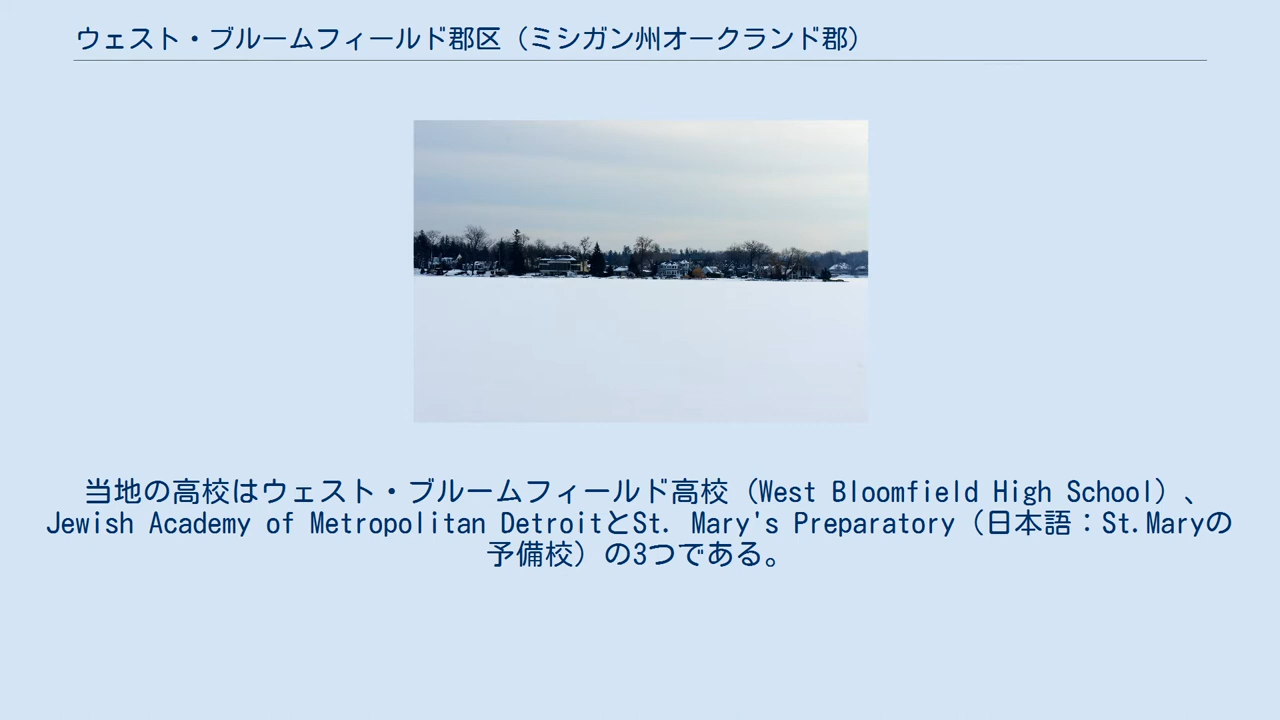 ウェスト・ブルームフィールド郡区（ミシガン州オークランド郡）
当地の高校はウェスト・ブルームフィールド高校（West Bloomfield High School）、
Jewish Academy of Metropolitan DetroitとSt. Mary's Preparatory（日本語：St.Maryの
予備校）の3つである。